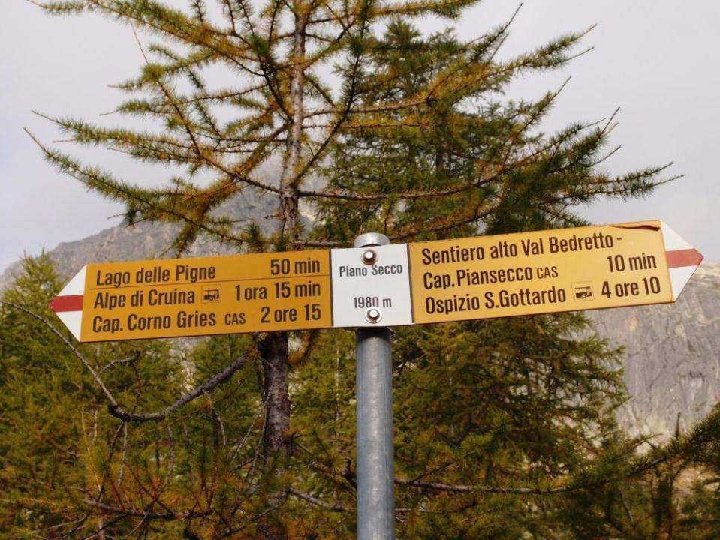 Lago delle Pigne 50 min
Alpe di Cruina 1 ora 15 min
Cap. Corno Gries CAS 2 ore 15
Piano Secco
1980 m
Sentiero alto Val Bedretto -
Cap. Piansecco CAS 10 min
Ospizio S. Gottardo 4 ore 10